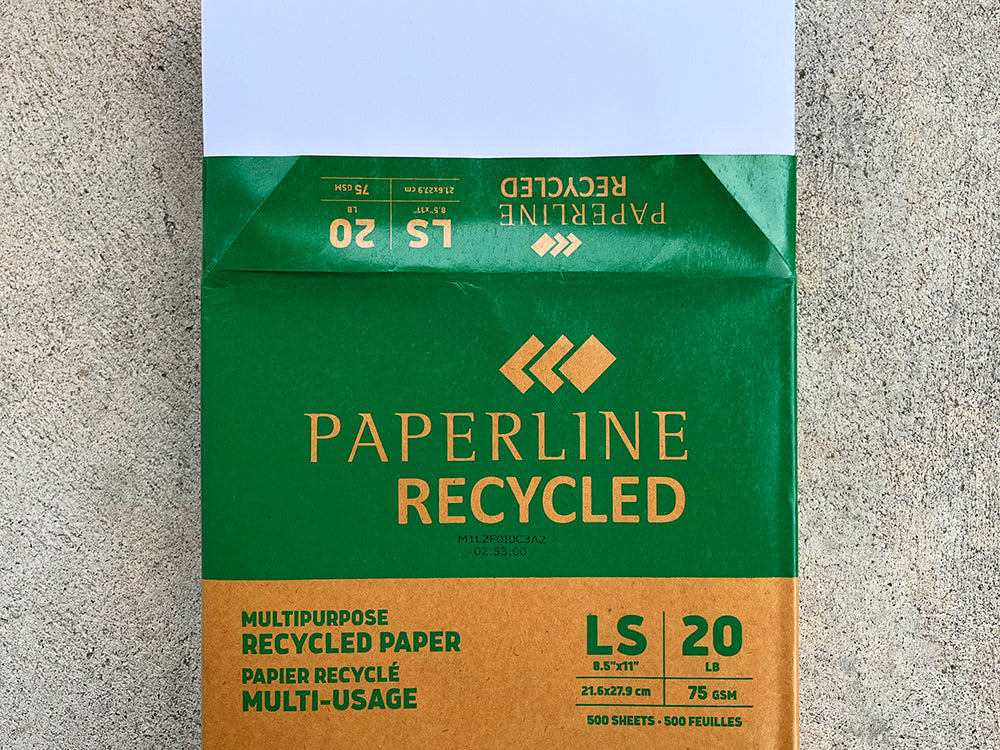 PAPERLINE
RECYCLED
LS 20
8.5"x11" LB
21.6x27.9 cm 75 GSM
PAPERLINE
RECYCLED
M1L2F0I0C3A2
02:53:00
MULTIPURPOSE
RECYCLED PAPER
PAPIER RECYCLÉ
MULTI-USAGE
LS 20
8.5"x11" LB
21.6x27.9 cm 75 GSM
500 SHEETS • 500 FEUILLES